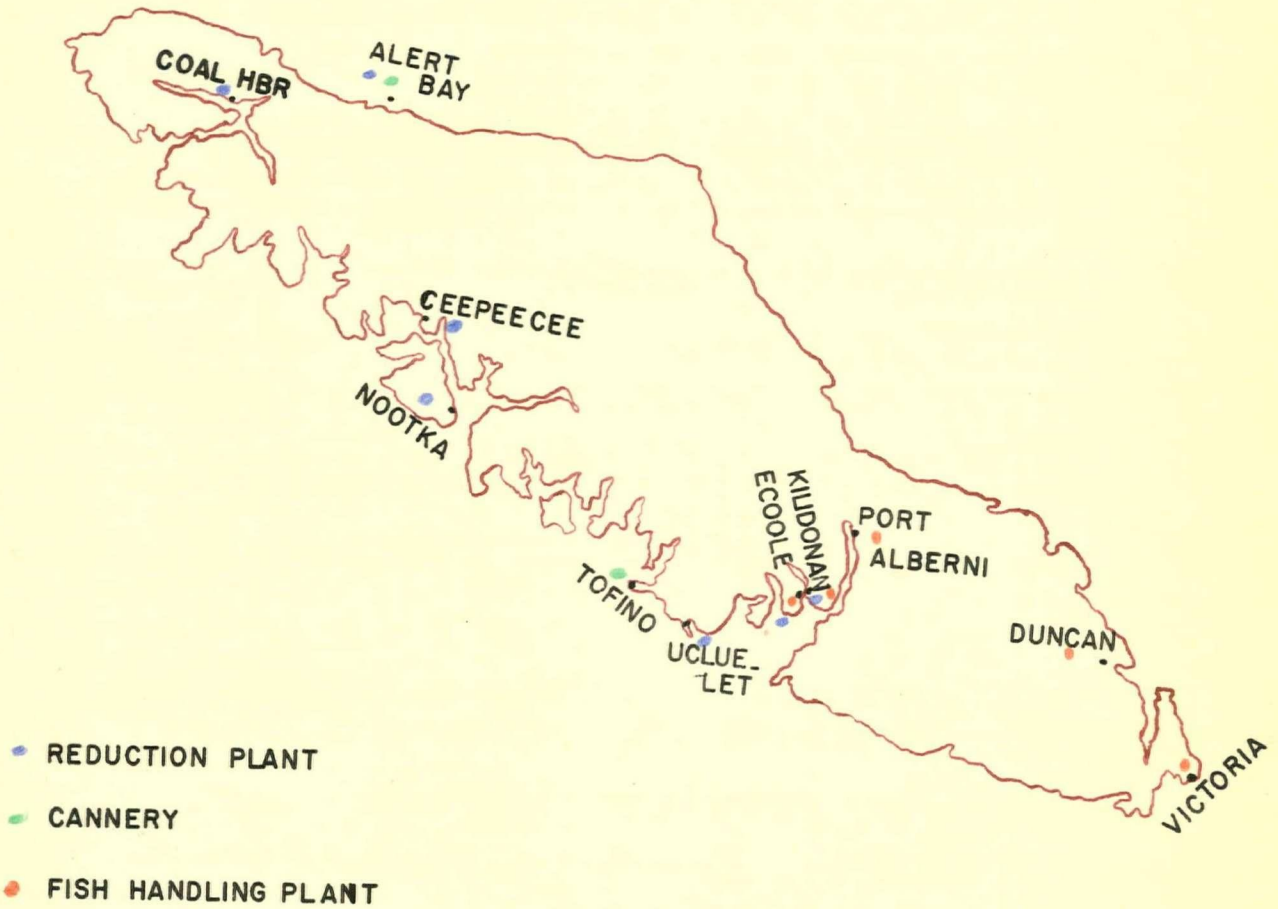 COAL HBR
ALERT
BAY
CEEPEECEE
NOOTKA
KILIDONAN
ECOOLE
PORT
ALBERNI
TOFINO
UCLUE-
LET
DUNCAN
VICTORIA
REDUCTION PLANT
CANNERY
FISH HANDLING PLANT